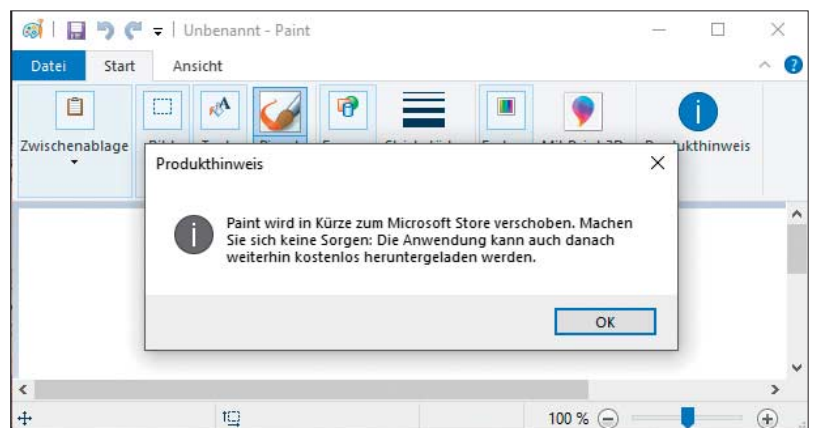 Unbenannt - Paint
Datei Start Ansicht
Zwischenablage
Produkthinweis
Produkthinweis
Paint wird in Kürze zum Microsoft Store verschoben. Machen
Sie sich keine Sorgen: Die Anwendung kann auch danach
weiterhin kostenlos heruntergeladen werden.
OK
100 %